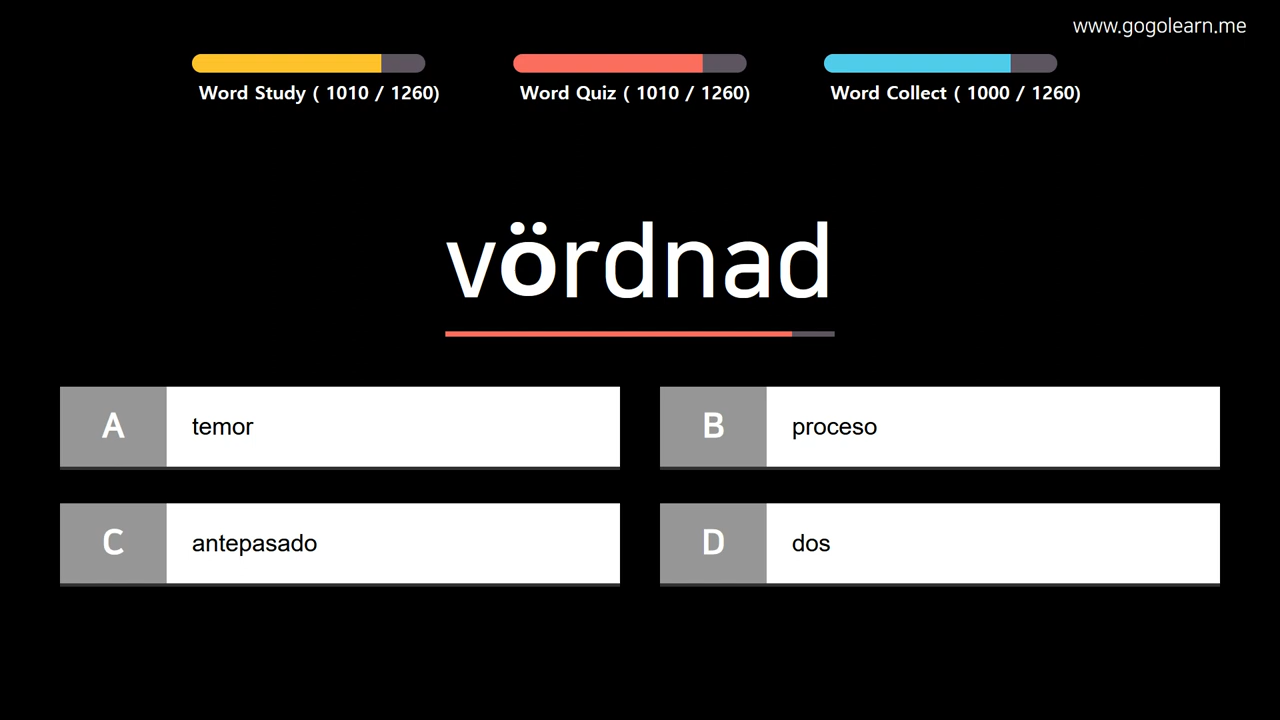 www.gogolearn.me
Word Study ( 1010 / 1260)
Word Quiz ( 1010 / 1260)
Word Collect ( 1000 / 1260)
vördnad
A temor
B proceso
C antepasado
D dos